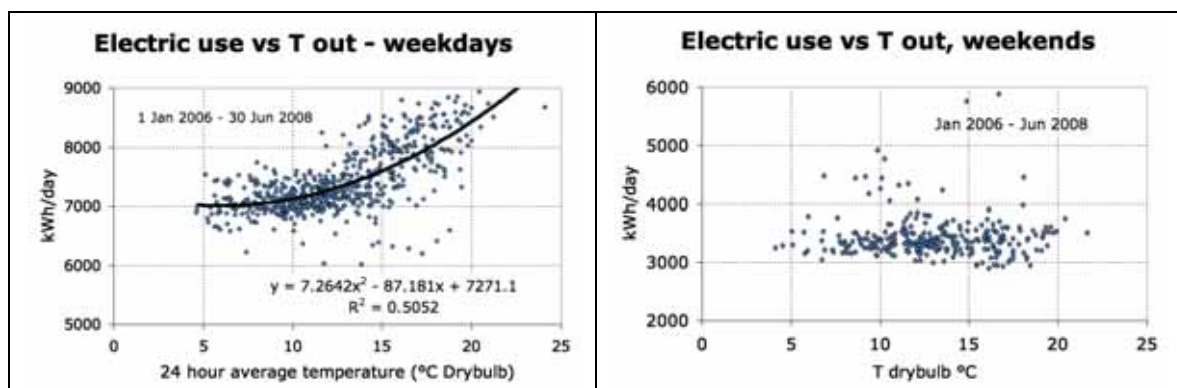 Electric use vs T out - weekdays
9000
1 Jan 2006 - 30 Jun 2008
8000
kWh/day
7000
6000
y = 7.2642x² - 87.181x + 7271.1
R² = 0.5052
5000
0 5 10 15 20 25
24 hour average temperature (°C Drybulb)
Electric use vs T out, weekends
6000
Jan 2006 - Jun 2008
5000
kWh/day
4000
3000
2000
0 5 10 15 20 25
T drybulb °C